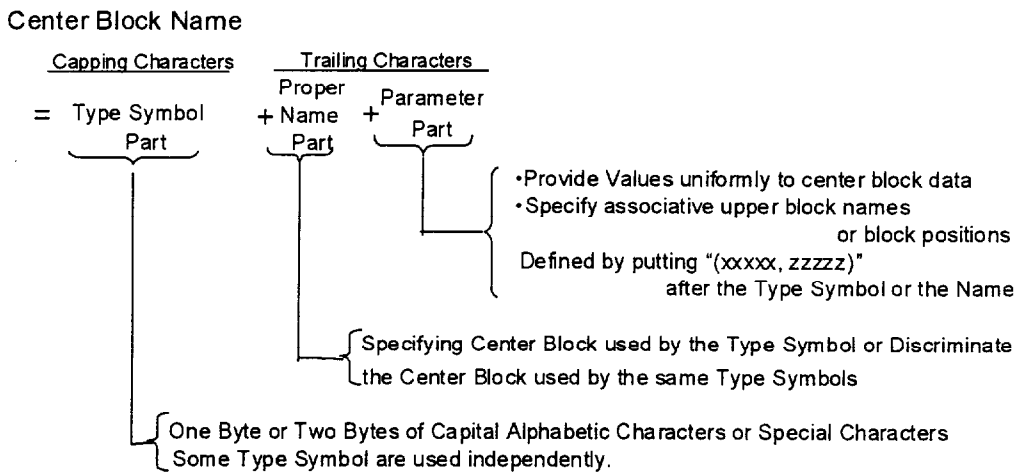 Center Block Name
Capping Characters Trailing Characters
= Type Symbol Part + Proper Name Part + Parameter Part
•Provide Values uniformly to center block data
•Specify associative upper block names
or block positions
Defined by putting "(xxxxx, zzzzz)"
after the Type Symbol or the Name
Specifying Center Block used by the Type Symbol or Discriminate
the Center Block used by the same Type Symbols
One Byte or Two Bytes of Capital Alphabetic Characters or Special Characters
Some Type Symbol are used independently.